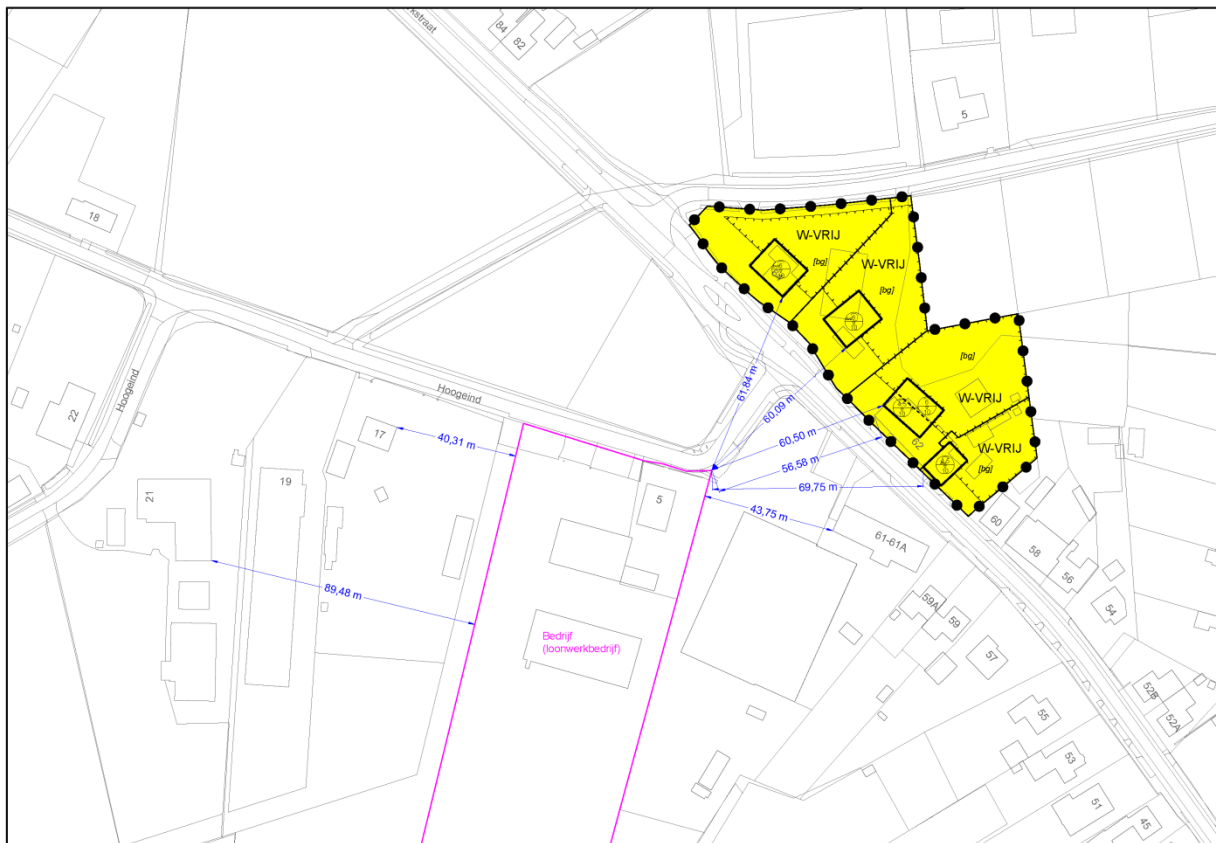 84
82
5
18
W-VRIJ
[bg]
W-VRIJ
[bg]
[bg]
W-VRIJ
62
W-VRIJ
[bg]
61,84 m
60,09 m
60,50 m
56,58 m
69,75 m
43,75 m
Hoogeind
Hoogeind
22
17
40,31 m
21
19
5
61-61A
60
58
56
54
59A
59
57
89,48 m
Bedrijf
(loonwerkbedrijf)
52B
52A
55
53
51
45